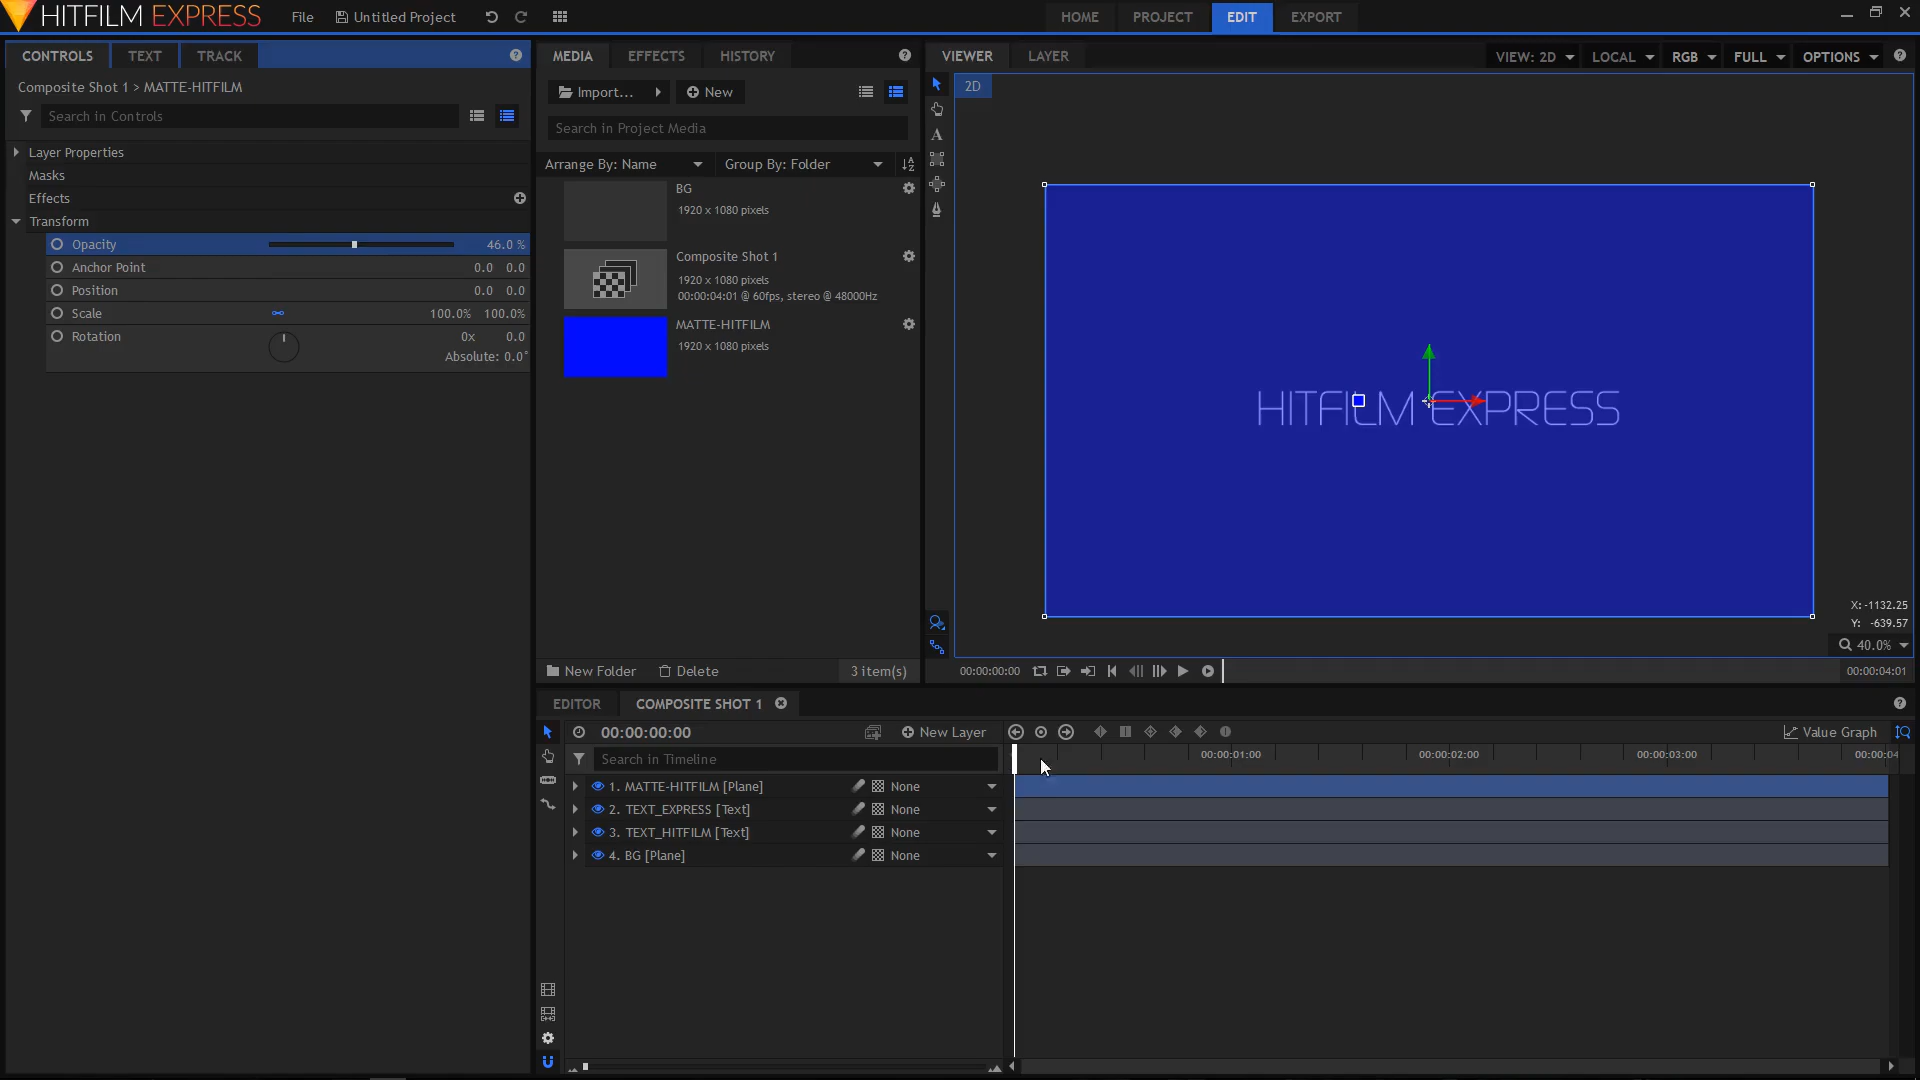 HITFILM EXPRESS
File
Untitled Project
HOME
PROJECT
EDIT
EXPORT
CONTROLS
TEXT
TRACK
Composite Shot 1 > MATTE-HITFILM
Search in Controls
Layer Properties
Masks
Effects
Transform
Opacity 46.0 %
Anchor Point 0.0 0.0
Position 0.0 0.0
Scale 100.0% 100.0%
Rotation 0x 0.0
Absolute: 0.0°
MEDIA
EFFECTS
HISTORY
Import...
New
Search in Project Media
Arrange By: Name
Group By: Folder
BG
1920 x 1080 pixels
Composite Shot 1
1920 x 1080 pixels
00:00:04:01 @ 60fps, stereo @ 48000Hz
MATTE-HITFILM
1920 x 1080 pixels
New Folder
Delete
3 item(s)
VIEWER
LAYER
VIEW: 2D
LOCAL
RGB
FULL
OPTIONS
2D
A
HITFILM EXPRESS
X: -1132.25
Y: -639.57
40.0%
00:00:00:00
00:00:04:01
EDITOR
COMPOSITE SHOT 1
00:00:00:00
New Layer
Value Graph
Search in Timeline
00:00:01:00
00:00:02:00
00:00:03:00
00:00:04
1. MATTE-HITFILM [Plane] None
2. TEXT_EXPRESS [Text] None
3. TEXT_HITFILM [Text] None
4. BG [Plane] None